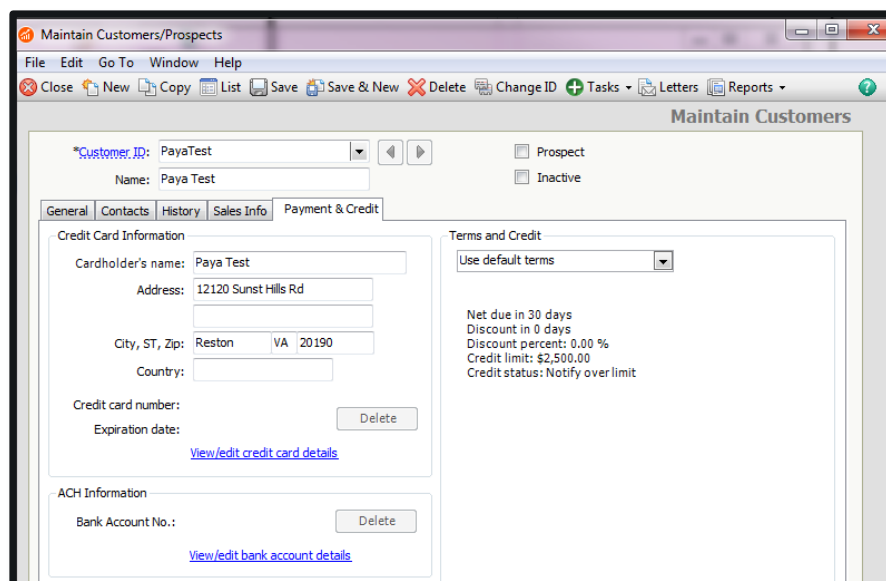 Maintain Customers/Prospects
File Edit Go To Window Help
Close New Copy List Save Save & New Delete Change ID Tasks Letters Reports
Maintain Customers
*Customer ID: PayaTest
Prospect
Name: Paya Test
Inactive
General Contacts History Sales Info Payment & Credit
Credit Card Information
Cardholder's name: Paya Test
Address: 12120 Sunst Hills Rd
City, ST, Zip: Reston VA 20190
Country:
Credit card number:
Expiration date:
Delete
View/edit credit card details
ACH Information
Bank Account No.: Delete
View/edit bank account details
Terms and Credit
Use default terms
Net due in 30 days
Discount in 0 days
Discount percent: 0.00 %
Credit limit: $2,500.00
Credit status: Notify over limit